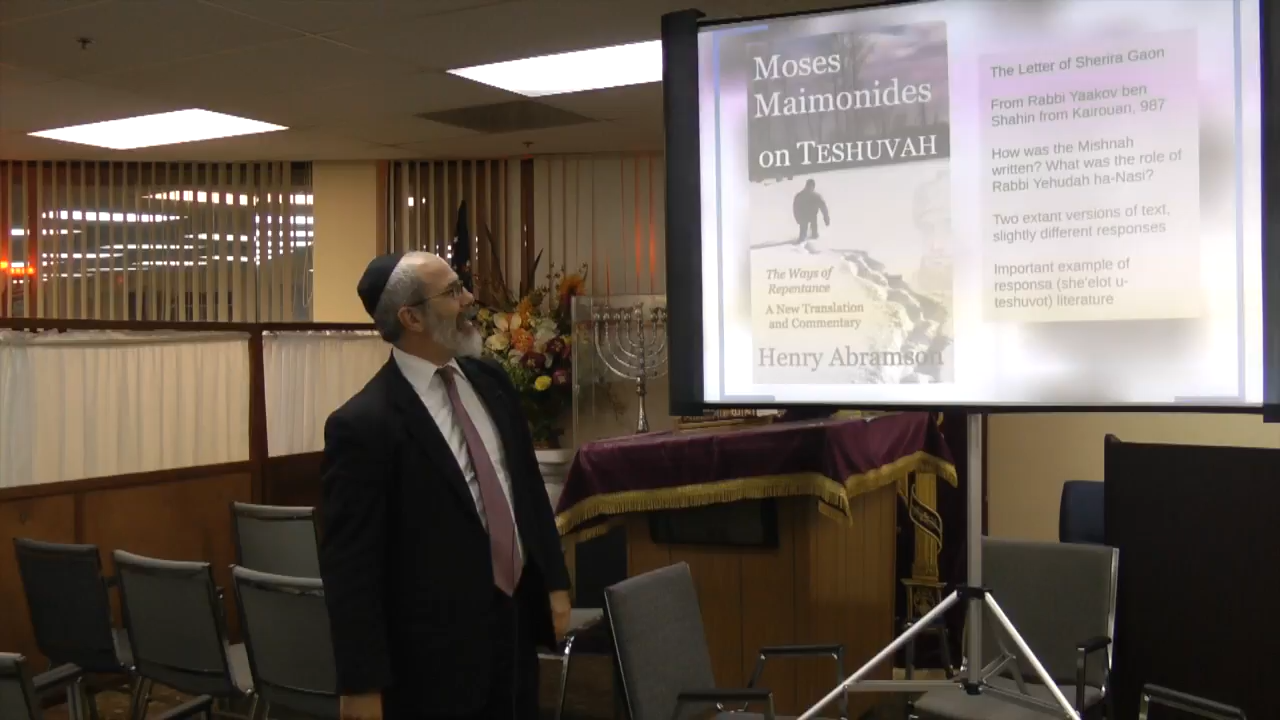 Moses
Maimonides
on TESHUVAH
The Ways of
Repentance
A New Translation
and Commentary
Henry Abramson
The Letter of Sherira Gaon
From Rabbi Yaakov ben
Shahin from Kairouan, 987
How was the Mishnah
written? What was the role of
Rabbi Yehudah ha-Nasi?
Two extant versions of text,
slightly different responses
Important example of
responsa (she'elot u-
teshuvot) literature